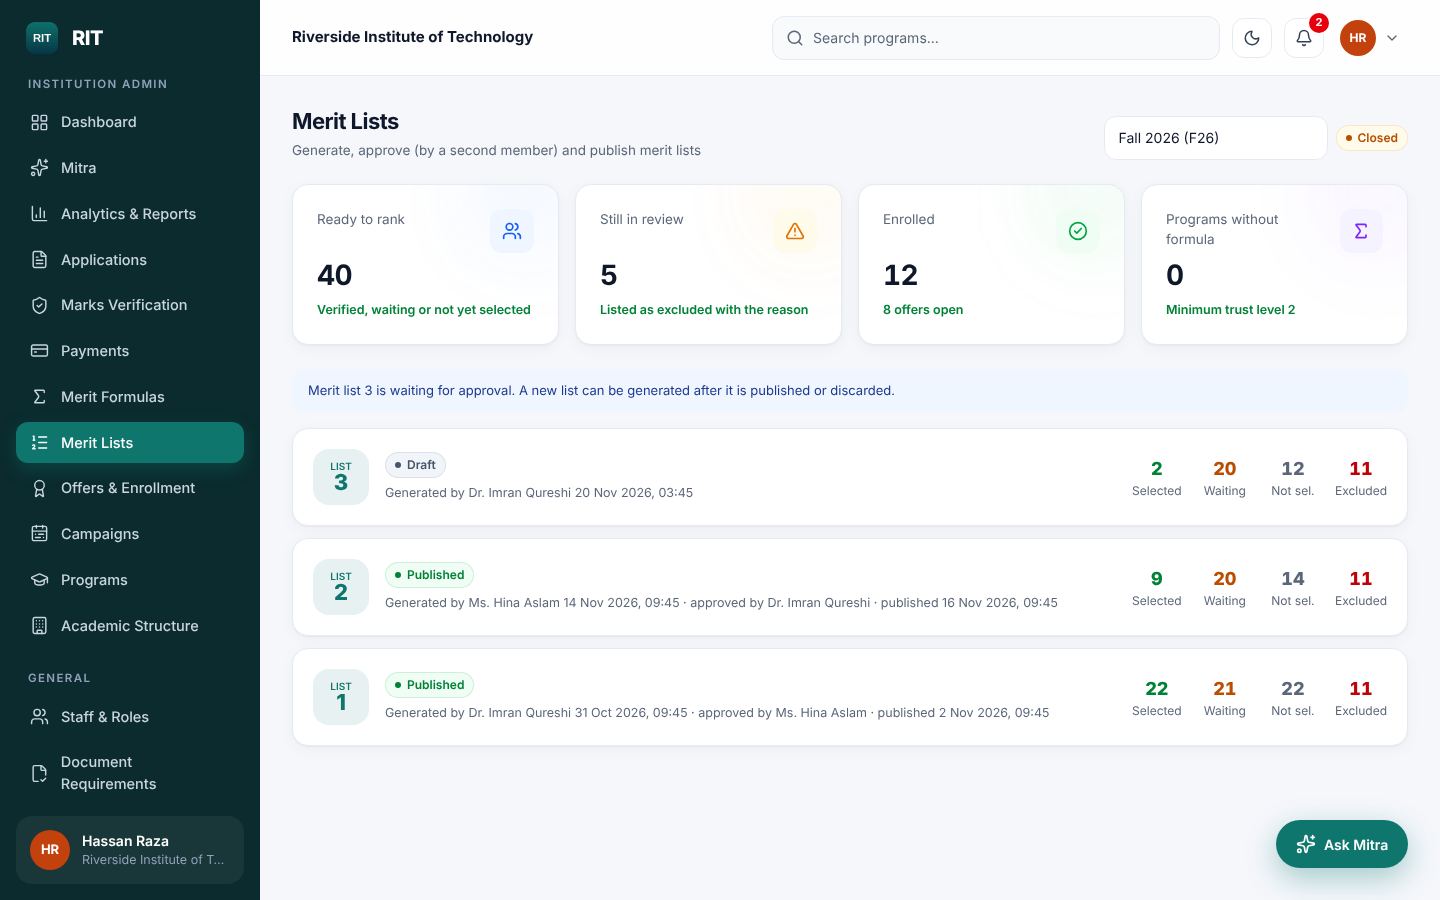 RIT
RIT
INSTITUTION ADMIN
Dashboard
Mitra
Analytics & Reports
Applications
Marks Verification
Payments
Merit Formulas
Merit Lists
Offers & Enrollment
Campaigns
Programs
Academic Structure
GENERAL
Staff & Roles
Document
Requirements
HR
Hassan Raza
Riverside Institute of T...
Riverside Institute of Technology
Search programs...
2
HR
Merit Lists
Generate, approve (by a second member) and publish merit lists
Fall 2026 (F26)
Closed
Ready to rank
40
Verified, waiting or not yet selected
Still in review
5
Listed as excluded with the reason
Enrolled
12
8 offers open
Programs without
formula
0
Minimum trust level 2
Merit list 3 is waiting for approval. A new list can be generated after it is published or discarded.
LIST
3
Draft
Generated by Dr. Imran Qureshi 20 Nov 2026, 03:45
2 20 12 11
Selected Waiting Not sel. Excluded
LIST
2
Published
Generated by Ms. Hina Aslam 14 Nov 2026, 09:45 · approved by Dr. Imran Qureshi · published 16 Nov 2026, 09:45
9 20 14 11
Selected Waiting Not sel. Excluded
LIST
1
Published
Generated by Dr. Imran Qureshi 31 Oct 2026, 09:45 · approved by Ms. Hina Aslam · published 2 Nov 2026, 09:45
22 21 22 11
Selected Waiting Not sel. Excluded
Ask Mitra